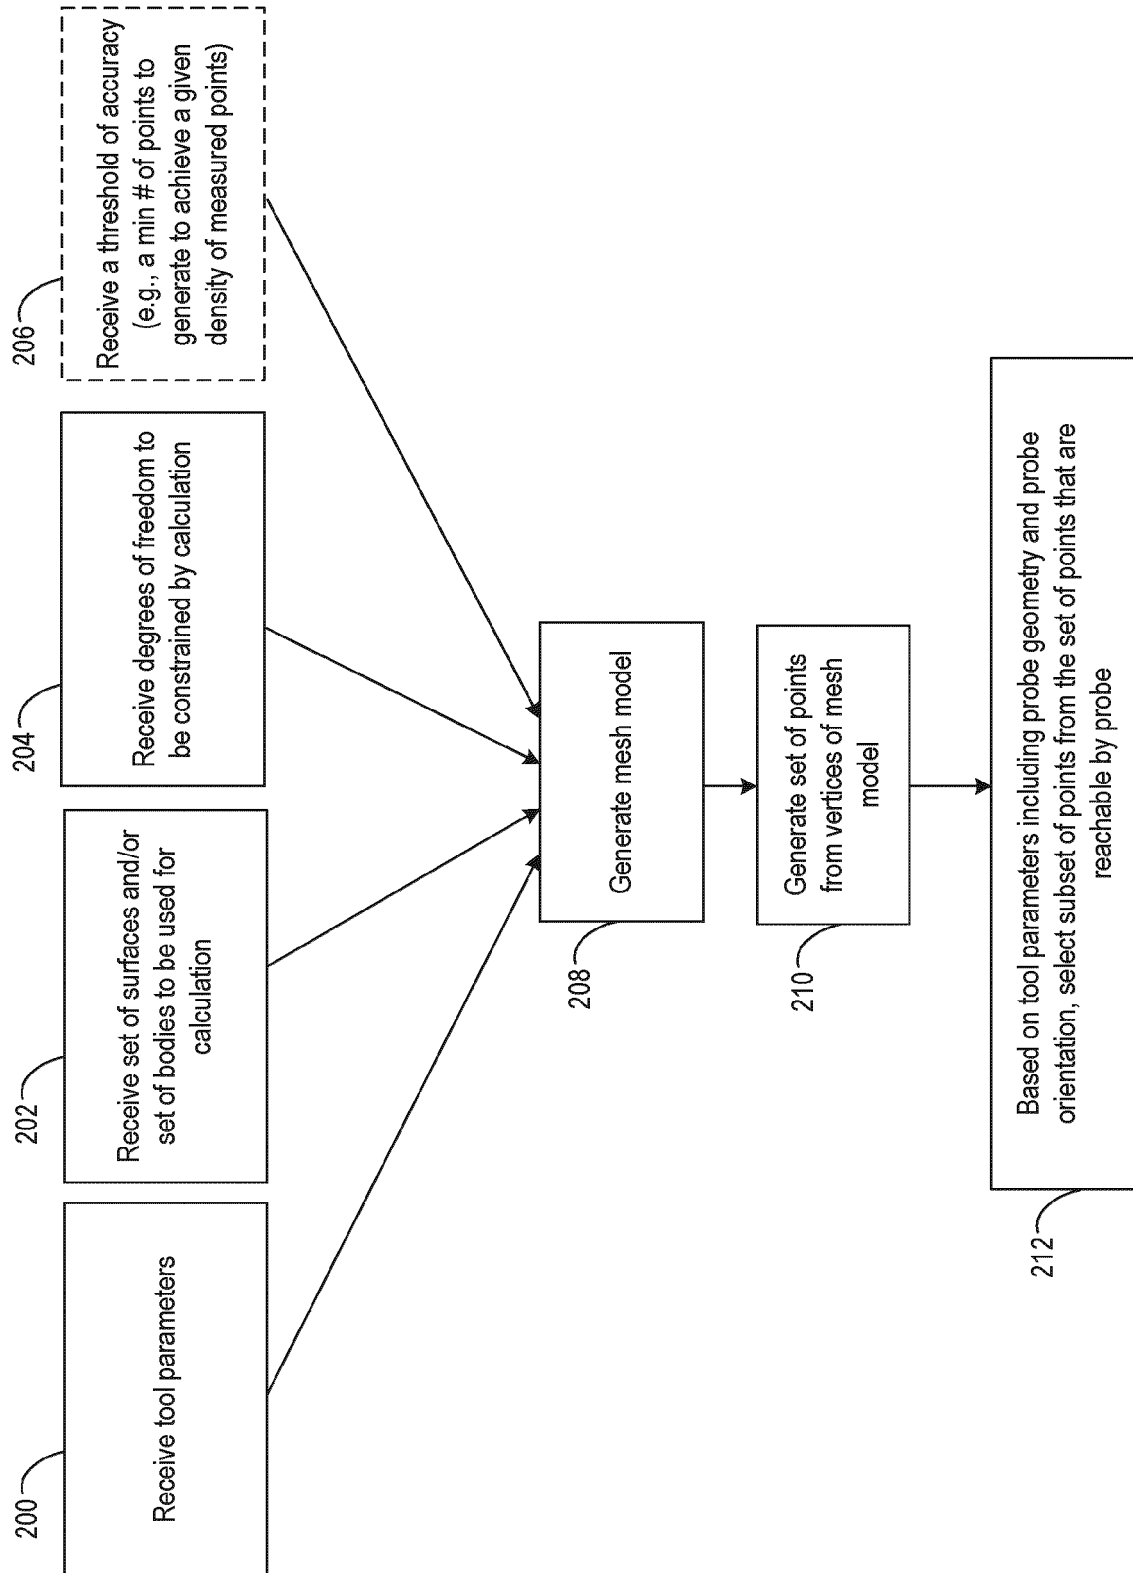 200
Receive tool parameters
202
Receive set of surfaces and/or
set of bodies to be used for
calculation
204
Receive degrees of freedom to
be constrained by calculation
206
Receive a threshold of accuracy
(e.g., a min # of points to
generate to achieve a given
density of measured points)
Generate mesh model
208
Generate set of points
from vertices of mesh
model
210
Based on tool parameters including probe geometry and probe
orientation, select subset of points from the set of points that are
reachable by probe
212